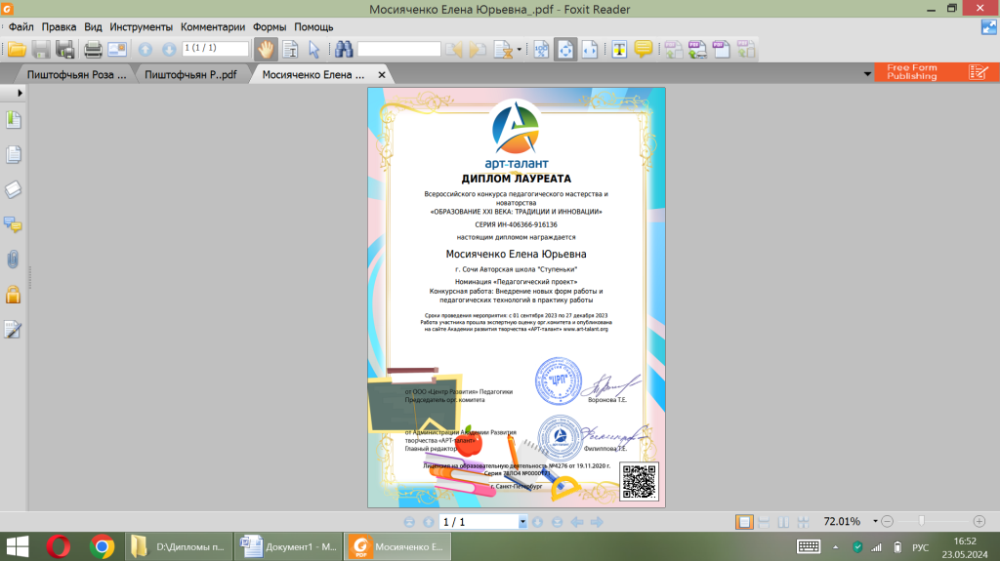 Мосияченко Елена Юрьевна_.pdf - Foxit Reader
Файл Правка Вид Инструменты Комментарии Формы Помощь
1 (1 / 1)
Пиштофчьян Роза ... Пиштофчьян Р..pdf Мосияченко Елена ...
Free Form
Publishing
АРТ-ТАЛАНТ
ДИПЛОМ ЛАУРЕАТА
Всероссийского конкурса педагогического мастерства и
новаторства
«ОБРАЗОВАНИЕ XXI ВЕКА: ТРАДИЦИИ И ИННОВАЦИИ»
СЕРИЯ ИН-406366-916136
настоящим дипломом награждается
Мосияченко Елена Юрьевна
г. Сочи Авторская школа "Ступеньки"
Номинация «Педагогический проект»
Конкурсная работа: Внедрение новых форм работы и
педагогических технологий в практику работы
Сроки проведения мероприятия: с 01 сентября 2023 по 27 декабря 2023
Работа участника прошла экспертную оценку орг.комитета и опубликована
на сайте Академии развития творчества «АРТ-талант» www.art-talant.org
"ЦРП"
от ООО «Центр Развития» Педагогики
Председатель орг. комитета
Воронова Т.Е.
от Администрации Академии Развития
творчества «АРТ-талант»
Главный редактор
Филиппова Т.Е.
Лицензия на образовательную деятельность №4276 от 19.11.2020 г.
Серия 78ЛО4 №0000171
г. Санкт-Петербург
1 / 1
72.01%
D:\Дипломы п... Документ1 - М... Мосияченко Е...
РУС
16:52
23.05.2024